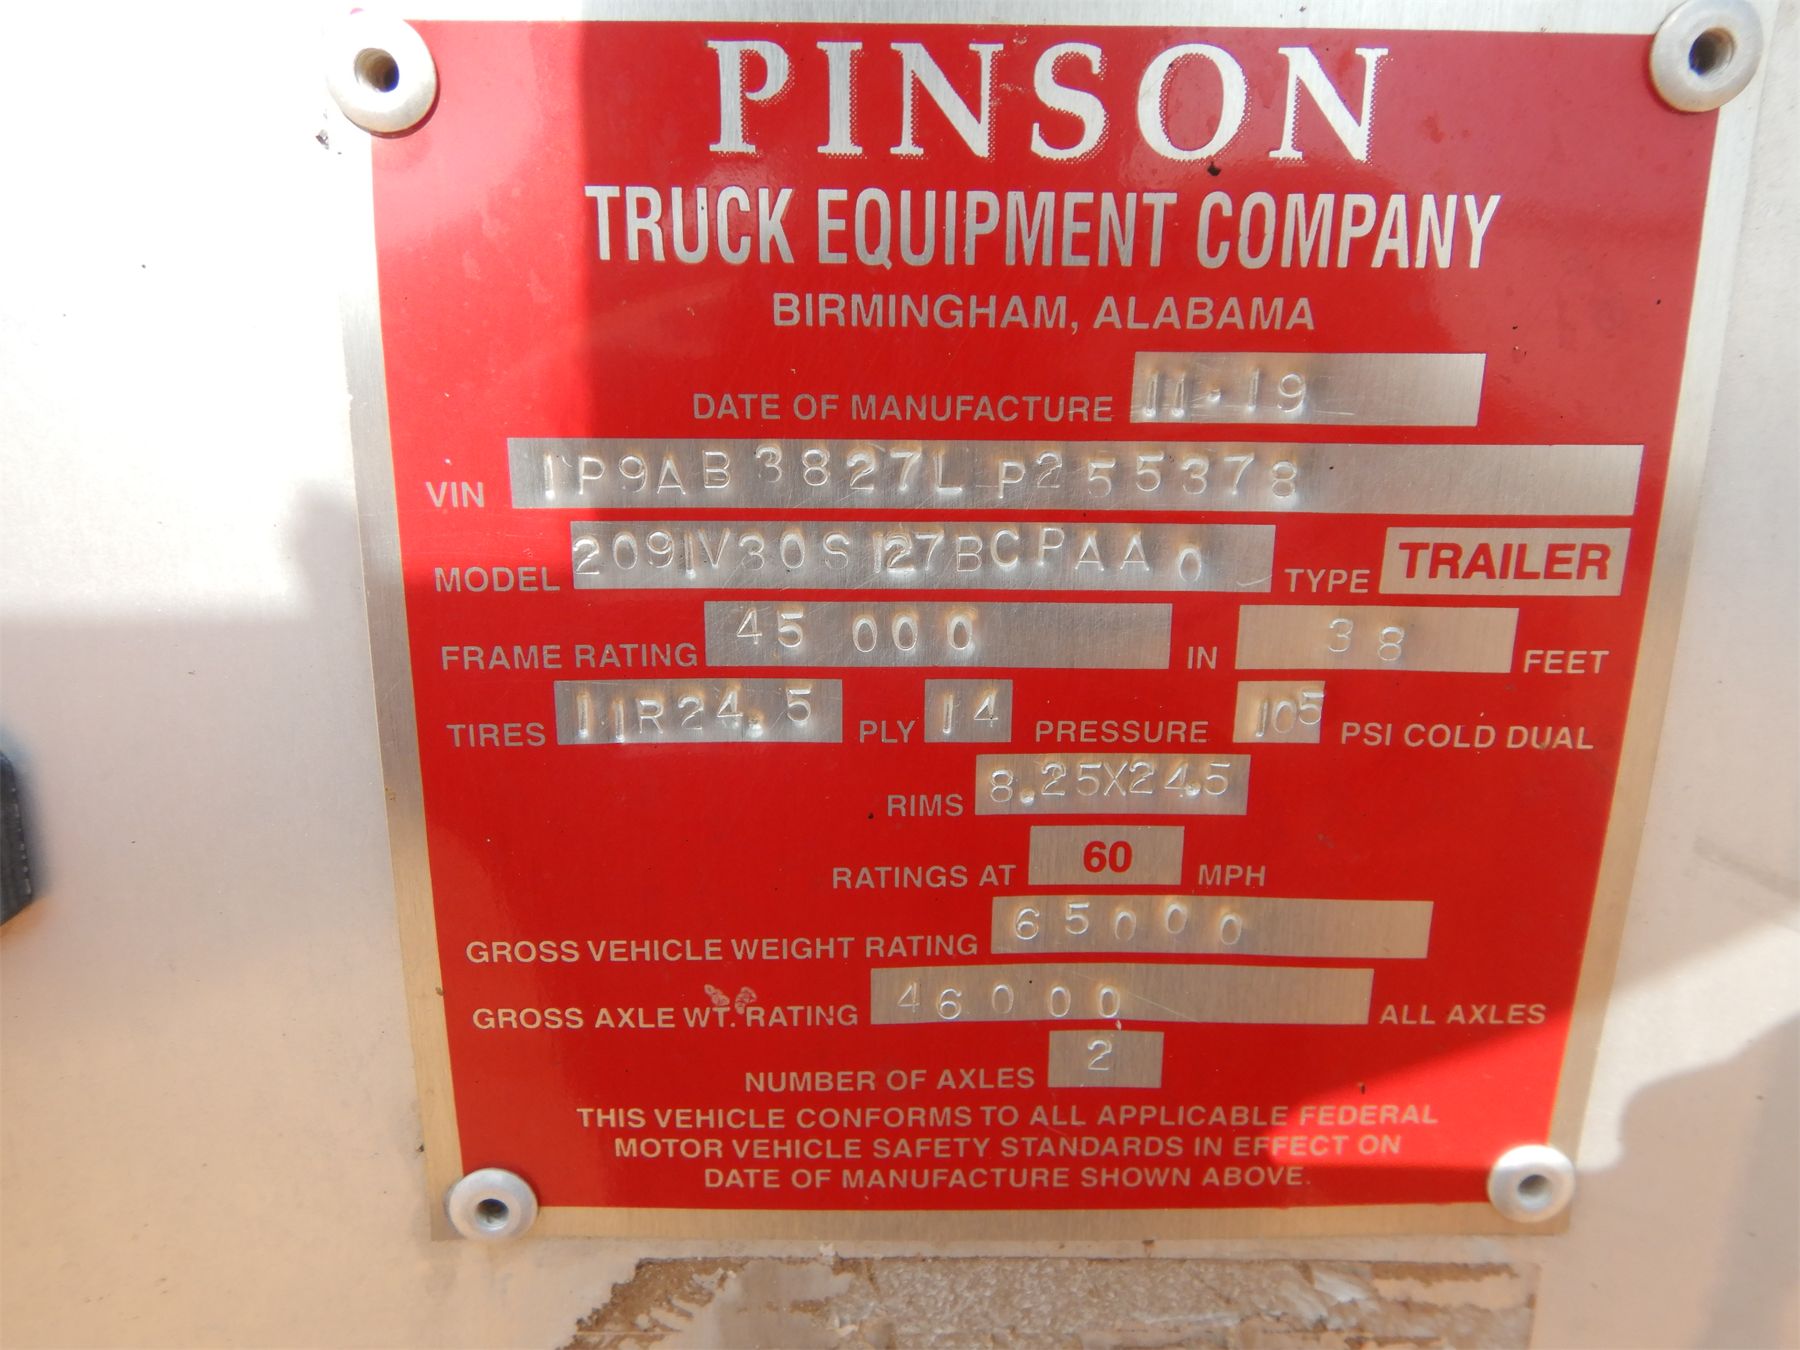 PINSON
TRUCK EQUIPMENT COMPANY
BIRMINGHAM, ALABAMA
DATE OF MANUFACTURE 11.19
VIN 1P9AB3827LP255378
MODEL 2091V30S127BCPAA0 TYPE TRAILER
FRAME RATING 45 000 IN 38 FEET
TIRES 11R24.5 PLY 14 PRESSURE 105 PSI COLD DUAL
RIMS 8.25X24.5
RATINGS AT 60 MPH
GROSS VEHICLE WEIGHT RATING 65000
GROSS AXLE WT. RATING 46000 ALL AXLES
NUMBER OF AXLES 2
THIS VEHICLE CONFORMS TO ALL APPLICABLE FEDERAL
MOTOR VEHICLE SAFETY STANDARDS IN EFFECT ON
DATE OF MANUFACTURE SHOWN ABOVE.